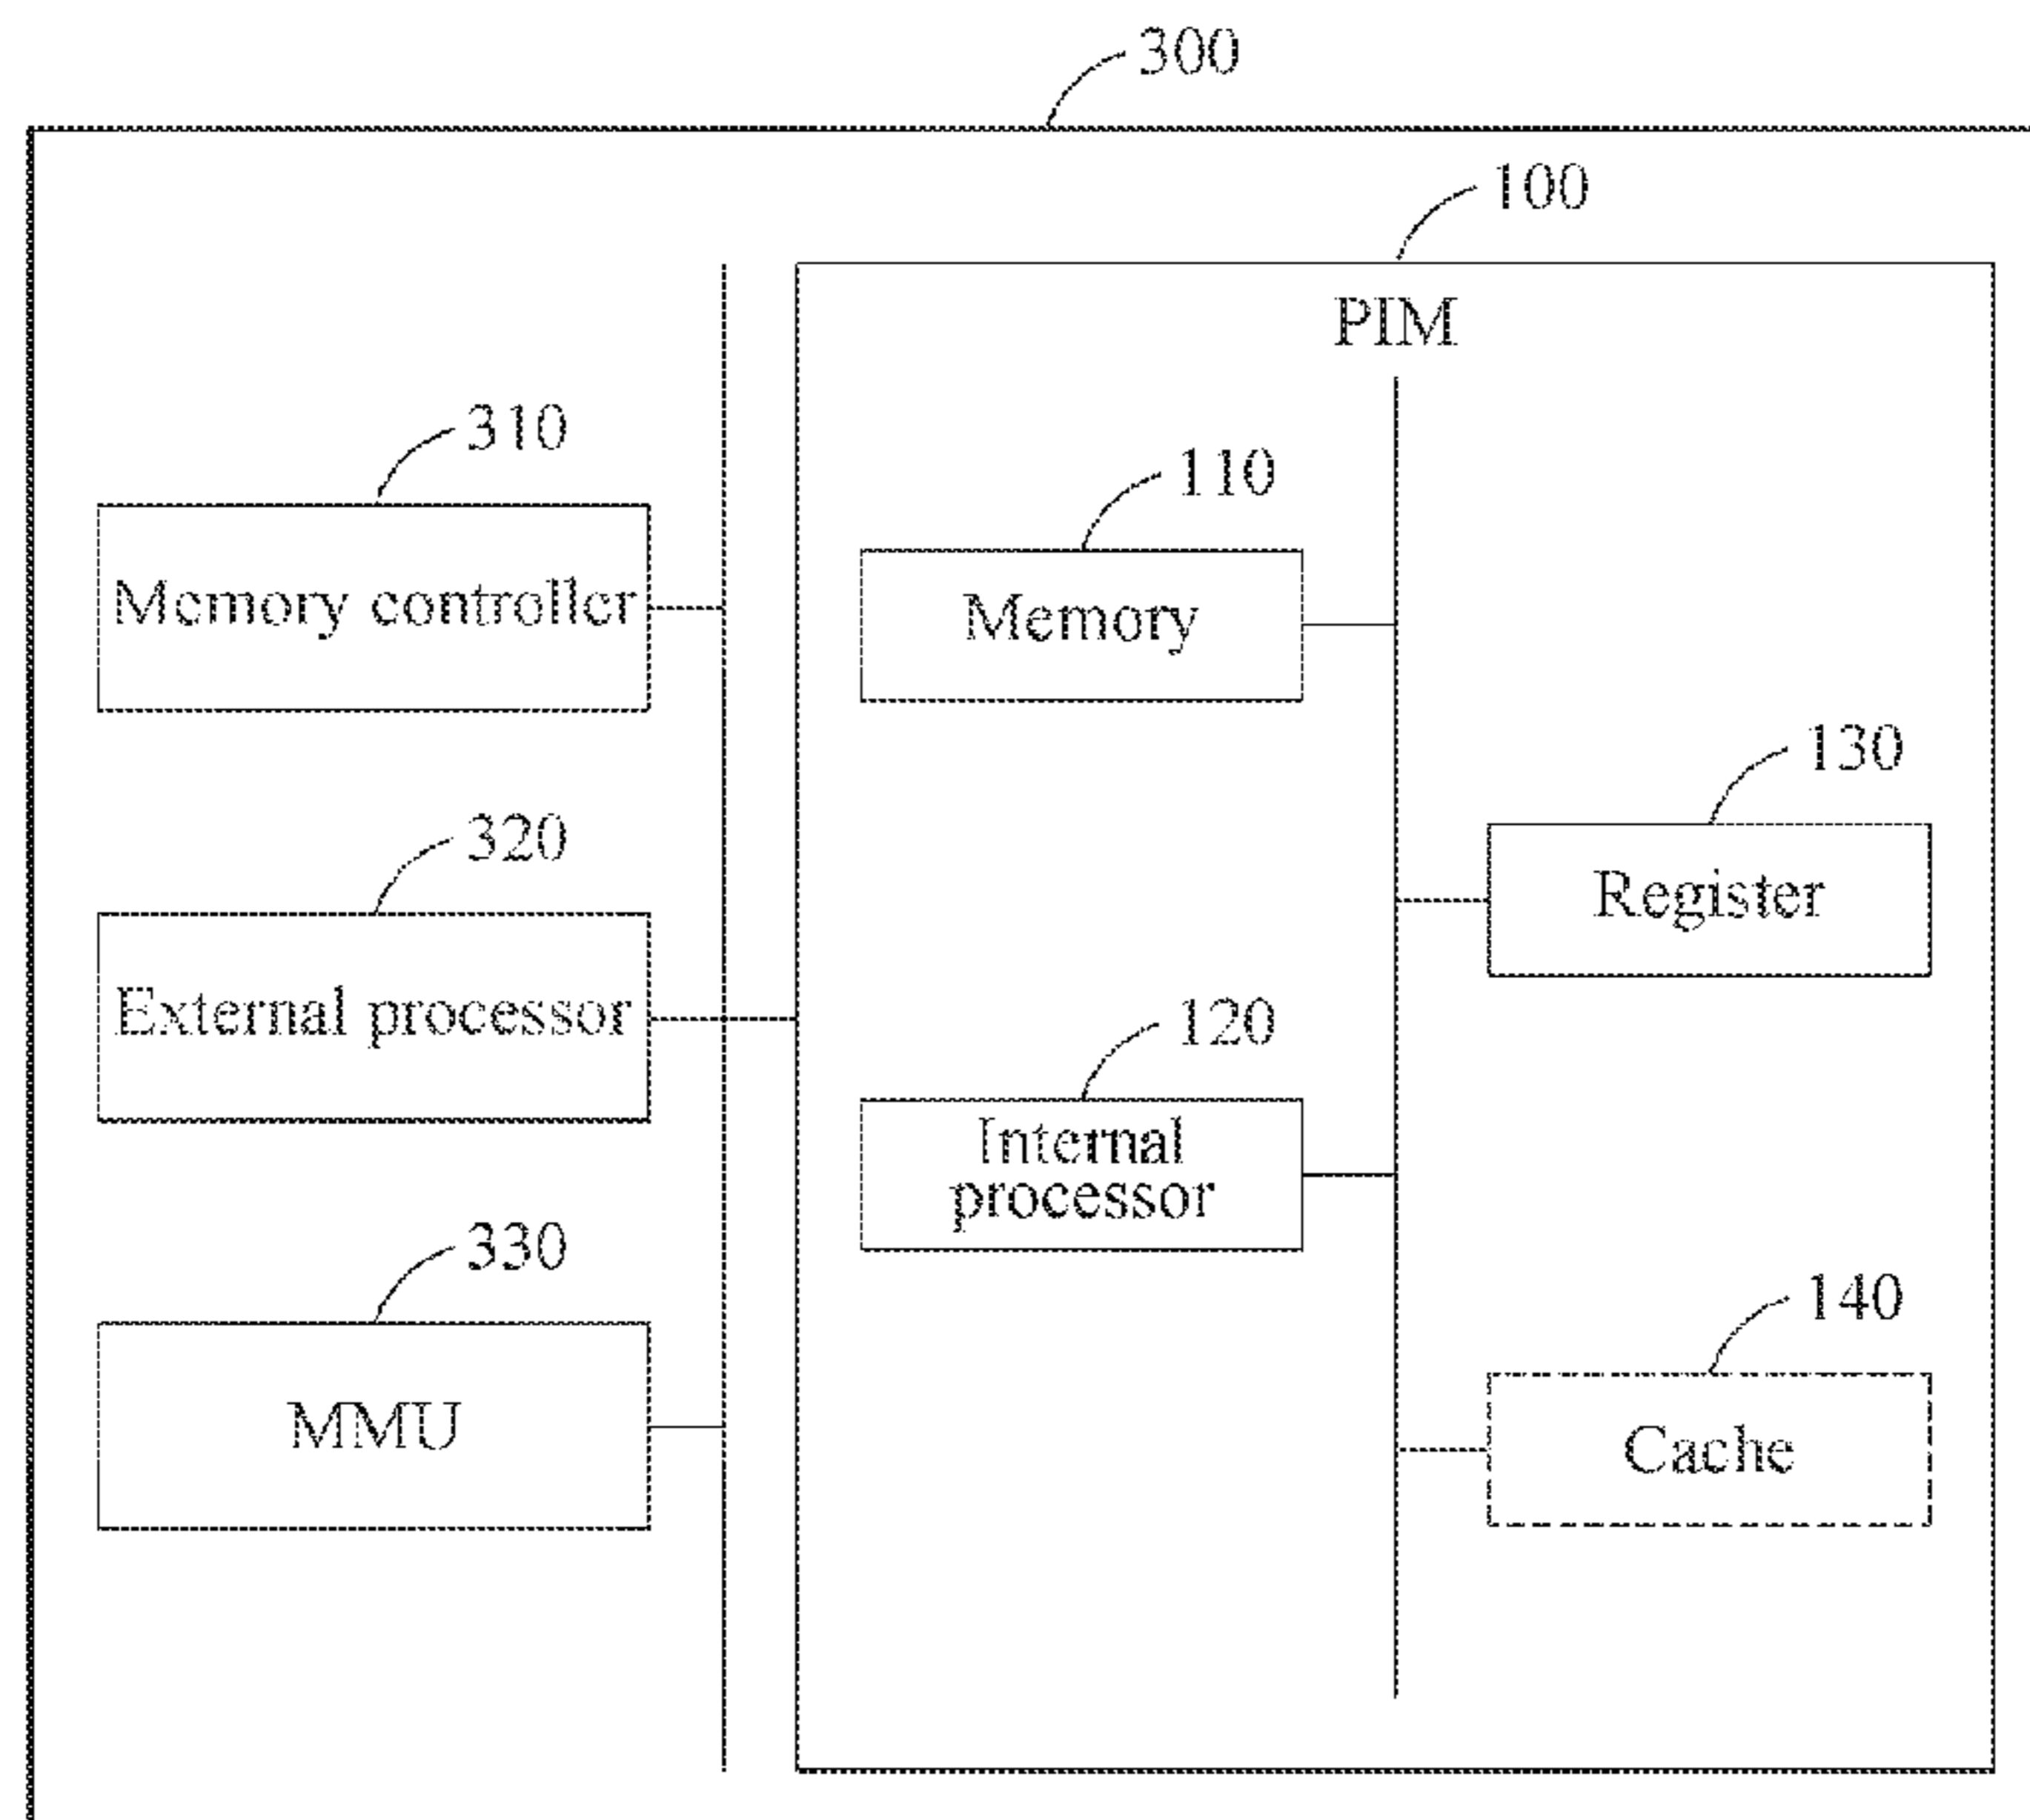 300
100
PIM
310
Memory controller
110
Memory
130
Register
320
External processor
120
Internal
processor
330
MMU
140
Cache